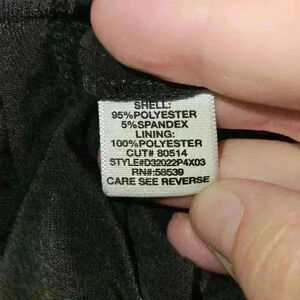 SHELL:
95%POLYESTER
5%SPANDEX
LINING:
100%POLYESTER
CUT# 80514
STYLE#D32022P4X03
RN#:58539
CARE SEE REVERSE